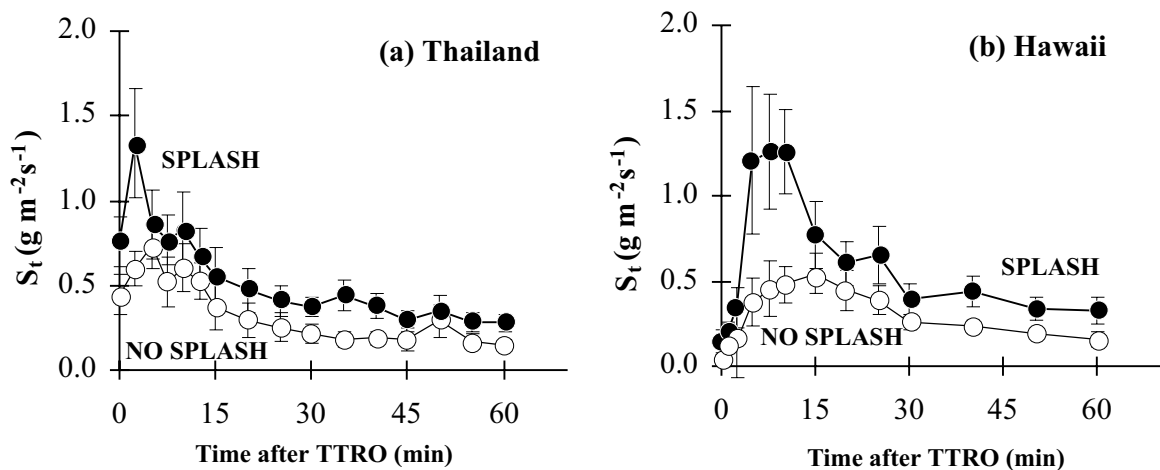 (a) Thailand
2.0
1.5
1.0
0.5
0.0
S_t (g m⁻²s⁻¹)
SPLASH
NO SPLASH
0 15 30 45 60
Time after TTRO (min)
(b) Hawaii
2.0
1.5
1.0
0.5
0.0
S_t (g m⁻²s⁻¹)
SPLASH
NO SPLASH
0 15 30 45 60
Time after TTRO (min)